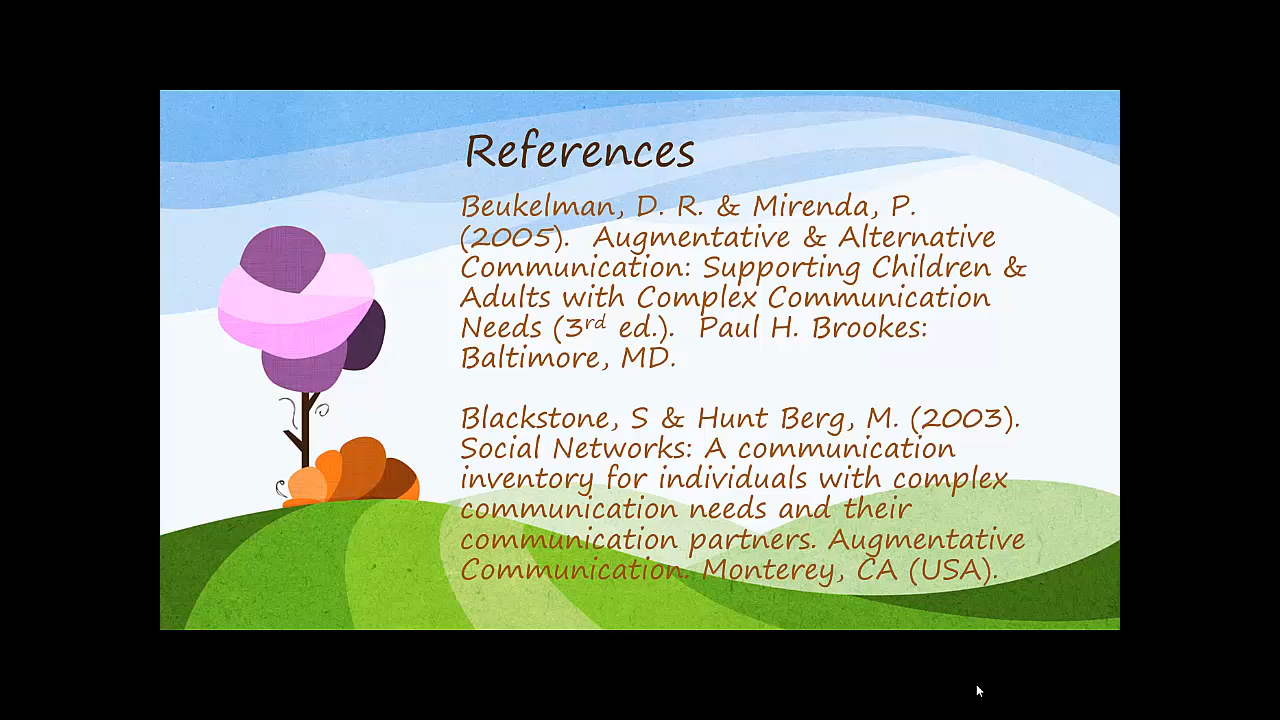 References
Beukelman, D. R. & Mirenda, P.
(2005).  Augmentative & Alternative
Communication: Supporting Children &
Adults with Complex Communication
Needs (3rd ed.).  Paul H. Brookes:
Baltimore, MD.
Blackstone, S & Hunt Berg, M. (2003).
Social Networks: A communication
inventory for individuals with complex
communication needs and their
communication partners. Augmentative
Communication. Monterey, CA (USA).